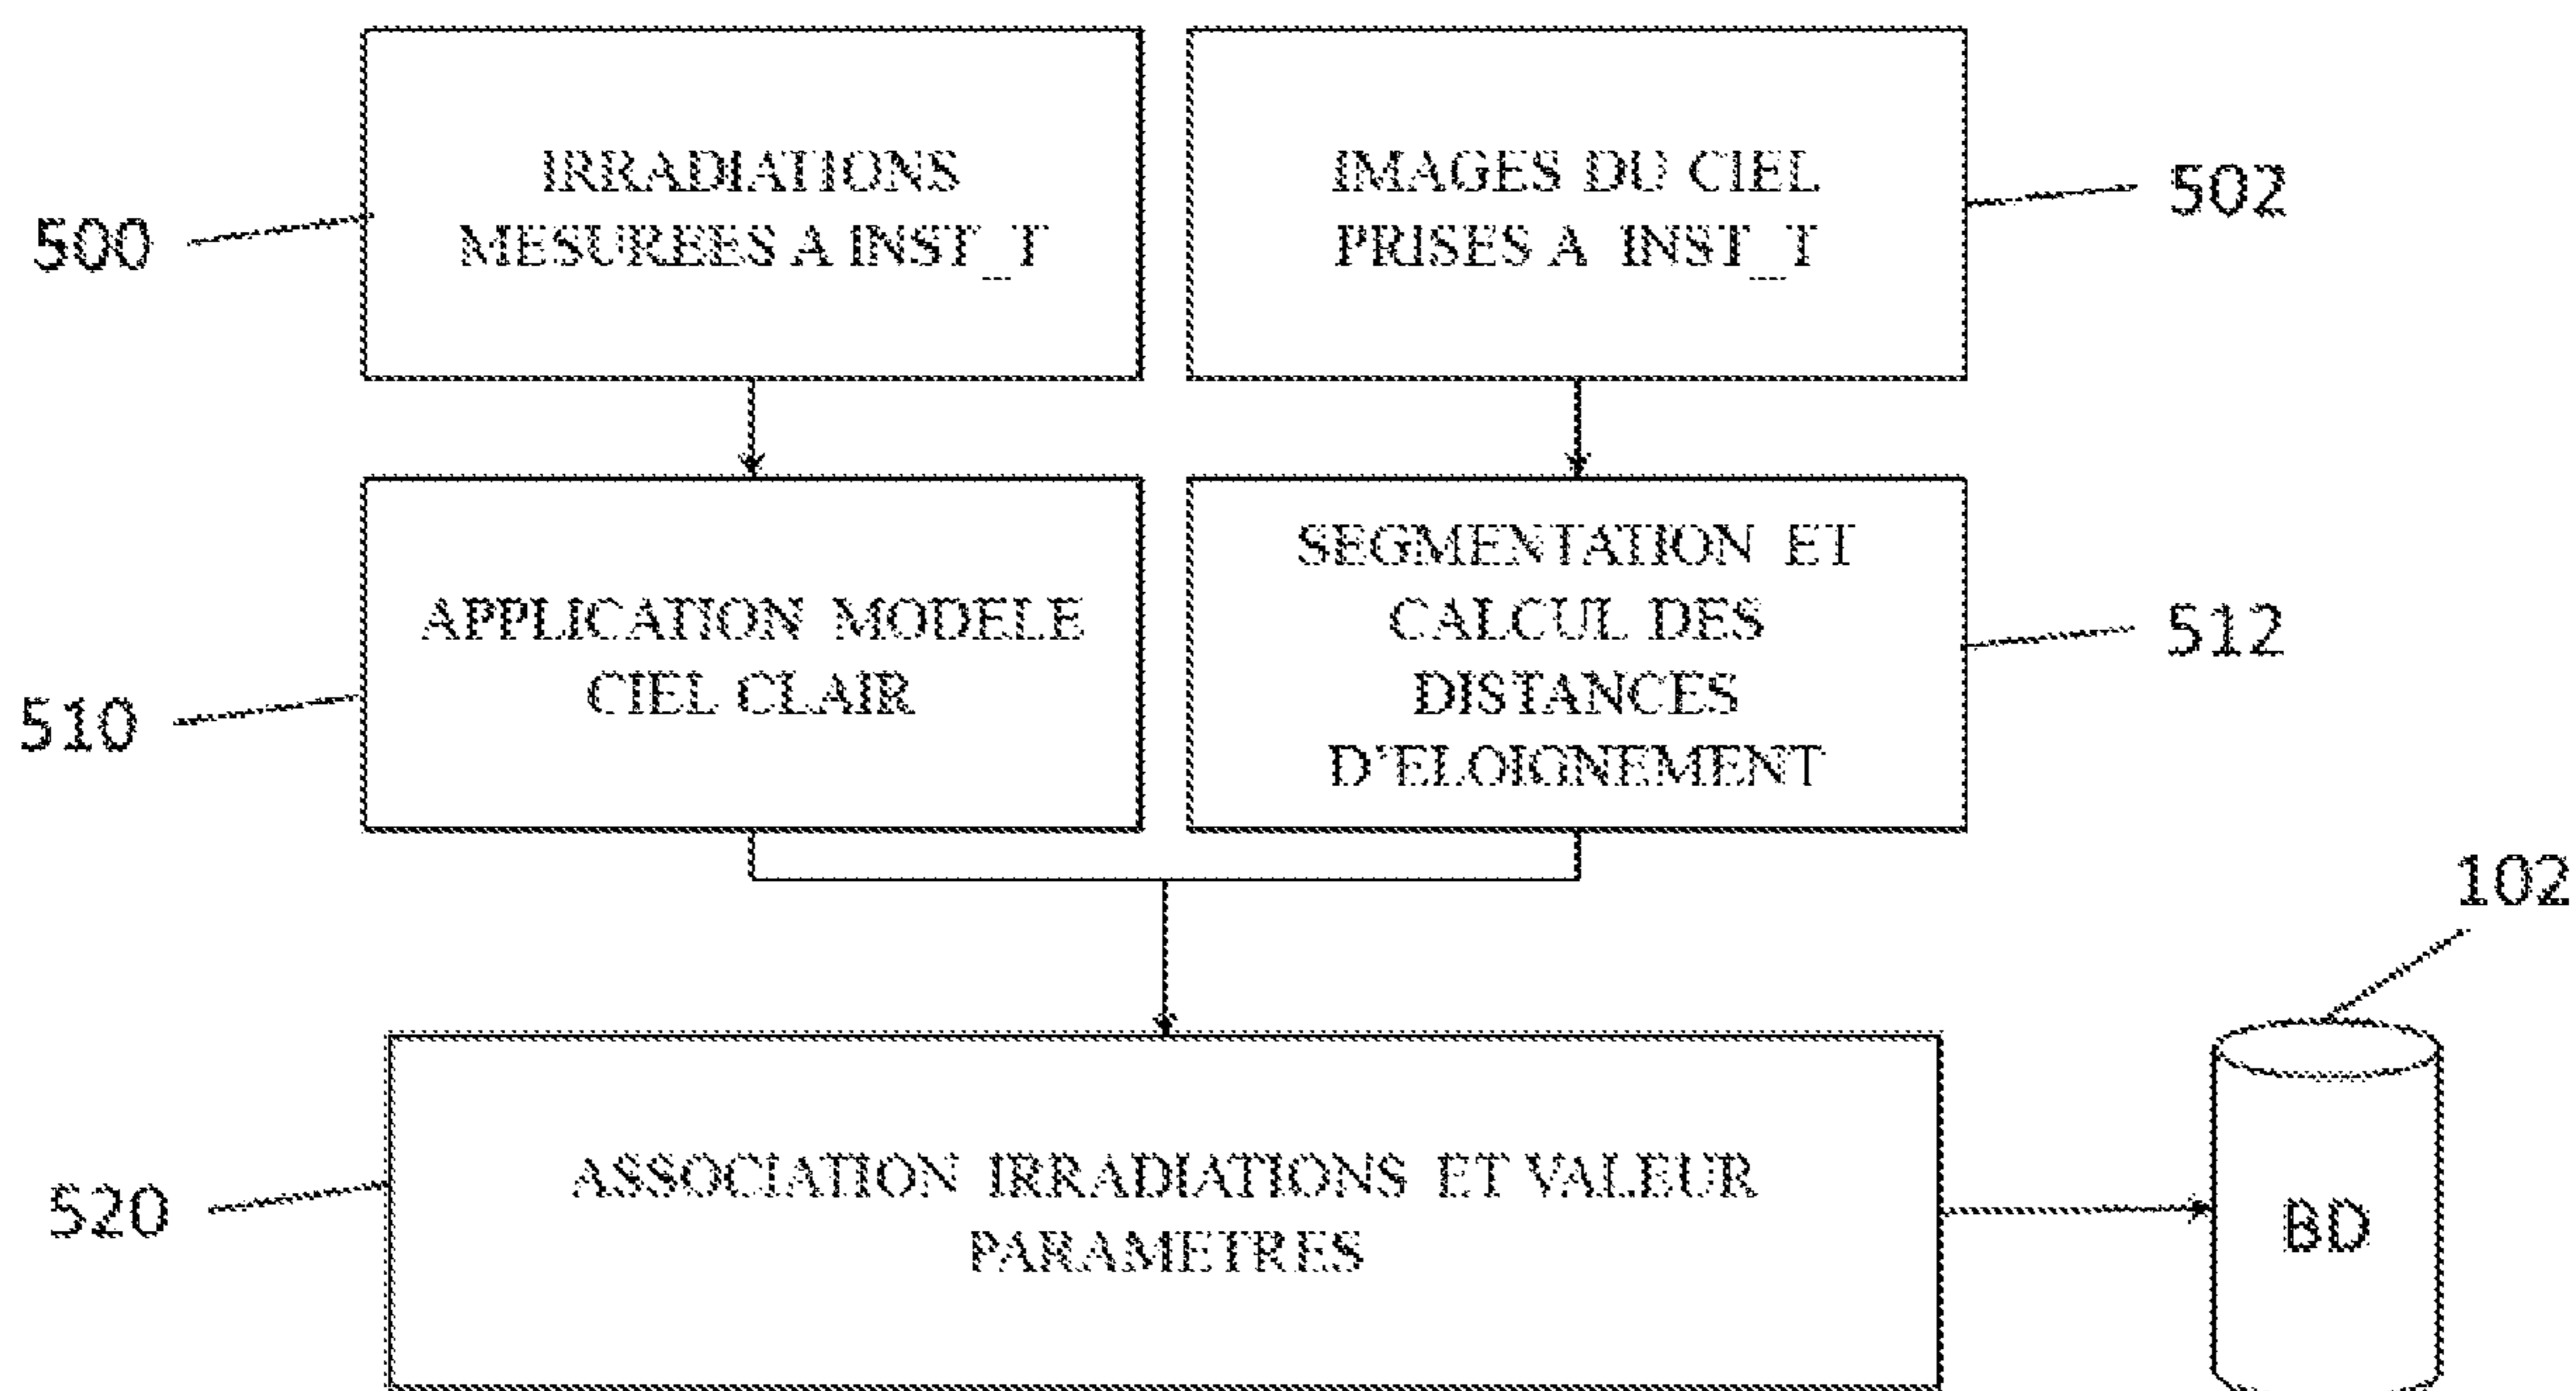 IRRADIATIONS
MESUREES A INST_T
500
IMAGES DU CIEL
PRISES A INST_T
502
APPLICATION MODELE
CIEL CLAIR
510
SEGMENTATION ET
CALCUL DES
DISTANCES
D'ELOIGNEMENT
512
102
ASSOCIATION IRRADIATIONS ET VALEUR
PARAMETRES
520
BD